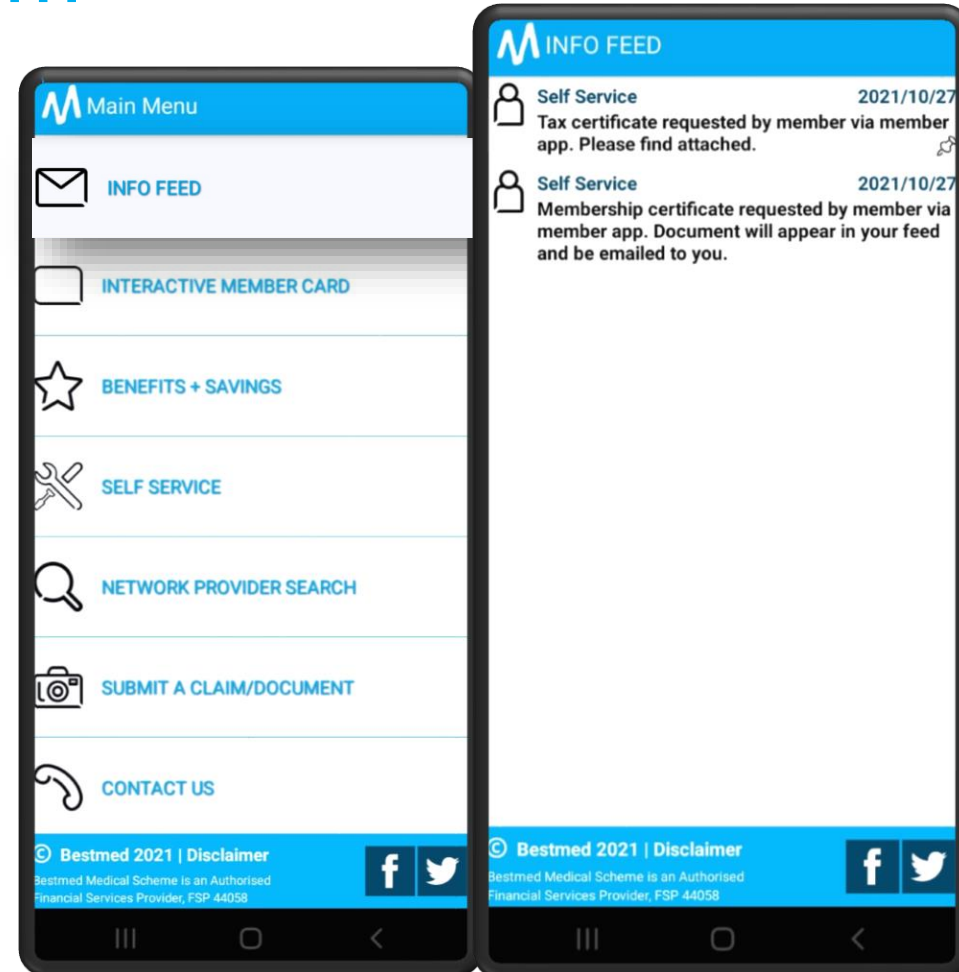 Main Menu
INFO FEED
INTERACTIVE MEMBER CARD
BENEFITS + SAVINGS
SELF SERVICE
NETWORK PROVIDER SEARCH
SUBMIT A CLAIM/DOCUMENT
CONTACT US
© Bestmed 2021 | Disclaimer
Bestmed Medical Scheme is an Authorised
Financial Services Provider, FSP 44058
INFO FEED
Self Service 2021/10/27
Tax certificate requested by member via member
app. Please find attached.
Self Service 2021/10/27
Membership certificate requested by member via
member app. Document will appear in your feed
and be emailed to you.
© Bestmed 2021 | Disclaimer
Bestmed Medical Scheme is an Authorised
Financial Services Provider, FSP 44058